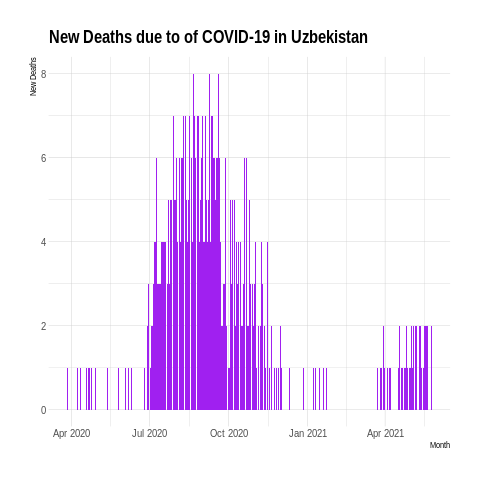 New Deaths due to of COVID-19 in Uzbekistan
New Deaths
8
6
4
2
0
Apr 2020 Jul 2020 Oct 2020 Jan 2021 Apr 2021
Month